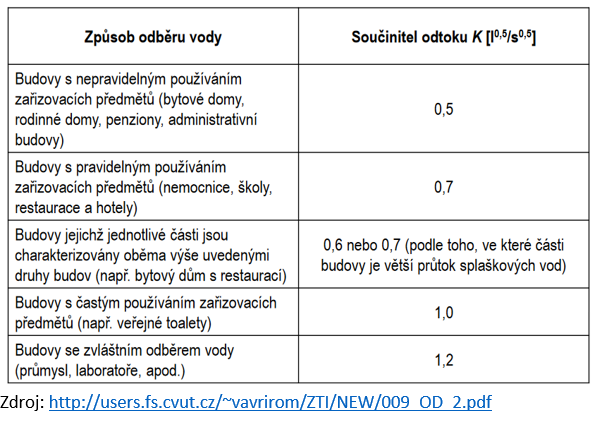 Způsob odběru vody
Součinitel odtoku K [l0,5/s0,5]
Budovy s nepravidelným používáním
zařizovacích předmětů (bytové domy,
rodinné domy, penziony, administrativní
budovy)
0,5
Budovy s pravidelným používáním
zařizovacích předmětů (nemocnice, školy,
restaurace a hotely)
0,7
Budovy jejichž jednotlivé části jsou
charakterizovány oběma výše uvedenými
druhy budov (např. bytový dům s restaurací)
0,6 nebo 0,7 (podle toho, ve které části
budovy je větší průtok splaškových vod)
Budovy s častým používáním zařizovacích
předmětů (např. veřejné toalety)
1,0
Budovy se zvláštním odběrem vody
(průmysl, laboratoře, apod.)
1,2
Zdroj: http://users.fs.cvut.cz/~vavrirom/ZTI/NEW/009_OD_2.pdf